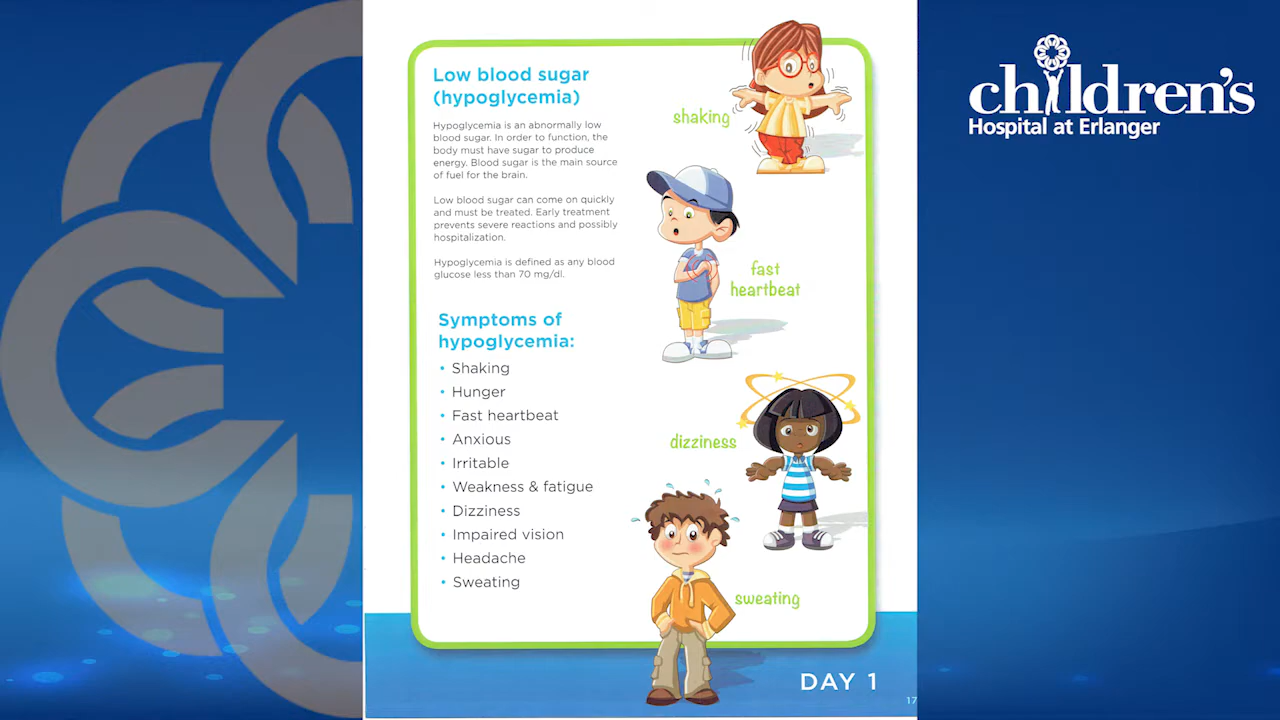 Low blood sugar
(hypoglycemia)
Hypoglycemia is an abnormally low
blood sugar. In order to function, the
body must have sugar to produce
energy. Blood sugar is the main source
of fuel for the brain.
Low blood sugar can come on quickly
and must be treated. Early treatment
prevents severe reactions and possibly
hospitalization.
Hypoglycemia is defined as any blood
glucose less than 70 mg/dl.
Symptoms of
hypoglycemia:
• Shaking
• Hunger
• Fast heartbeat
• Anxious
• Irritable
• Weakness & fatigue
• Dizziness
• Impaired vision
• Headache
• Sweating
shaking
fast
heartbeat
dizziness
sweating
DAY 1
17
children's
Hospital at Erlanger